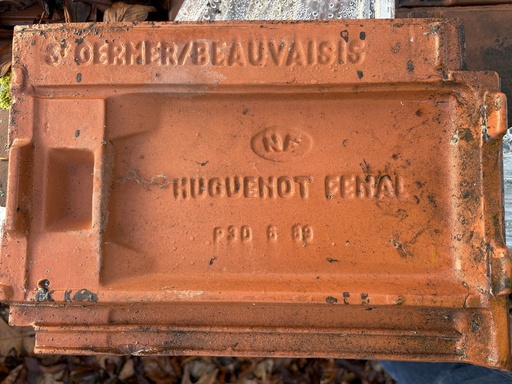 St GERMER/BEAUVAISIS
NF
HUGUENOT FENAL
P30 6 89